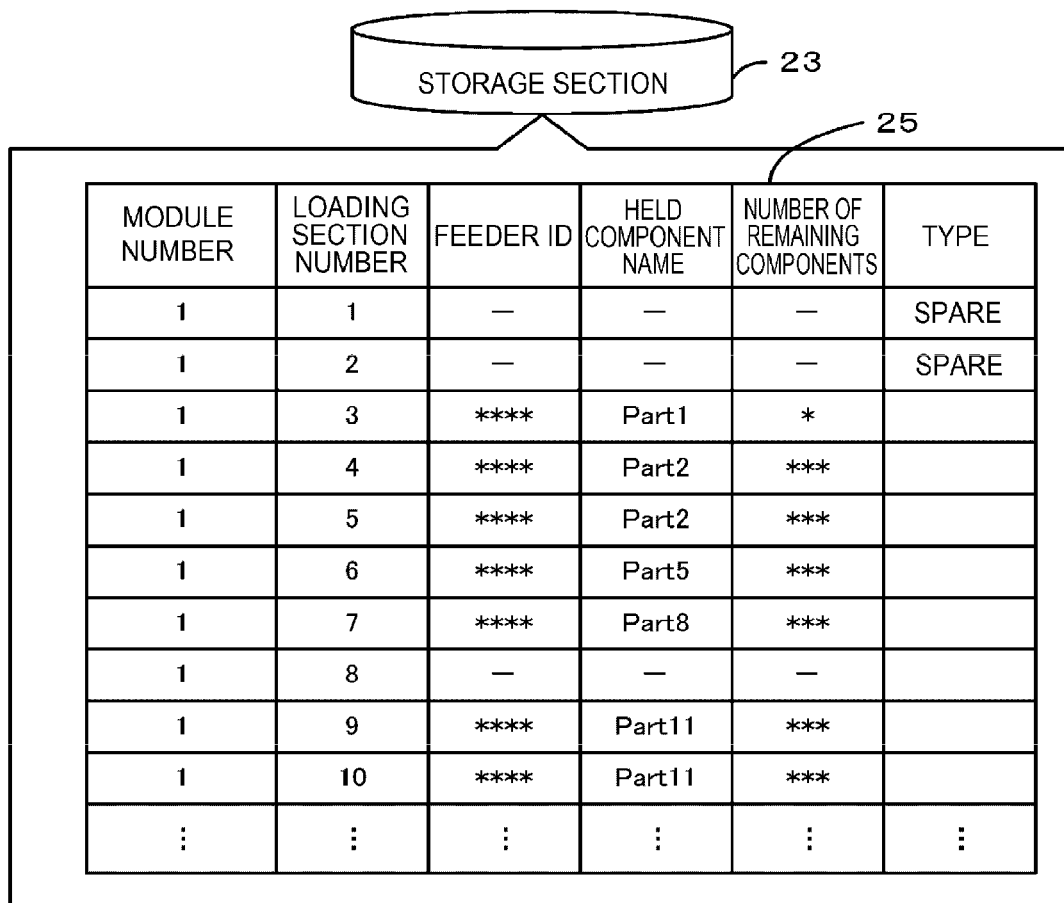 STORAGE SECTION
23
25
MODULE NUMBER LOADING SECTION NUMBER FEEDER ID HELD COMPONENT NAME NUMBER OF REMAINING COMPONENTS TYPE
1 1 — — — SPARE
1 2 — — — SPARE
1 3 **** Part1 *
1 4 **** Part2 ***
1 5 **** Part2 ***
1 6 **** Part5 ***
1 7 **** Part8 ***
1 8 — — —
1 9 **** Part11 ***
1 10 **** Part11 ***
⋮ ⋮ ⋮ ⋮ ⋮ ⋮